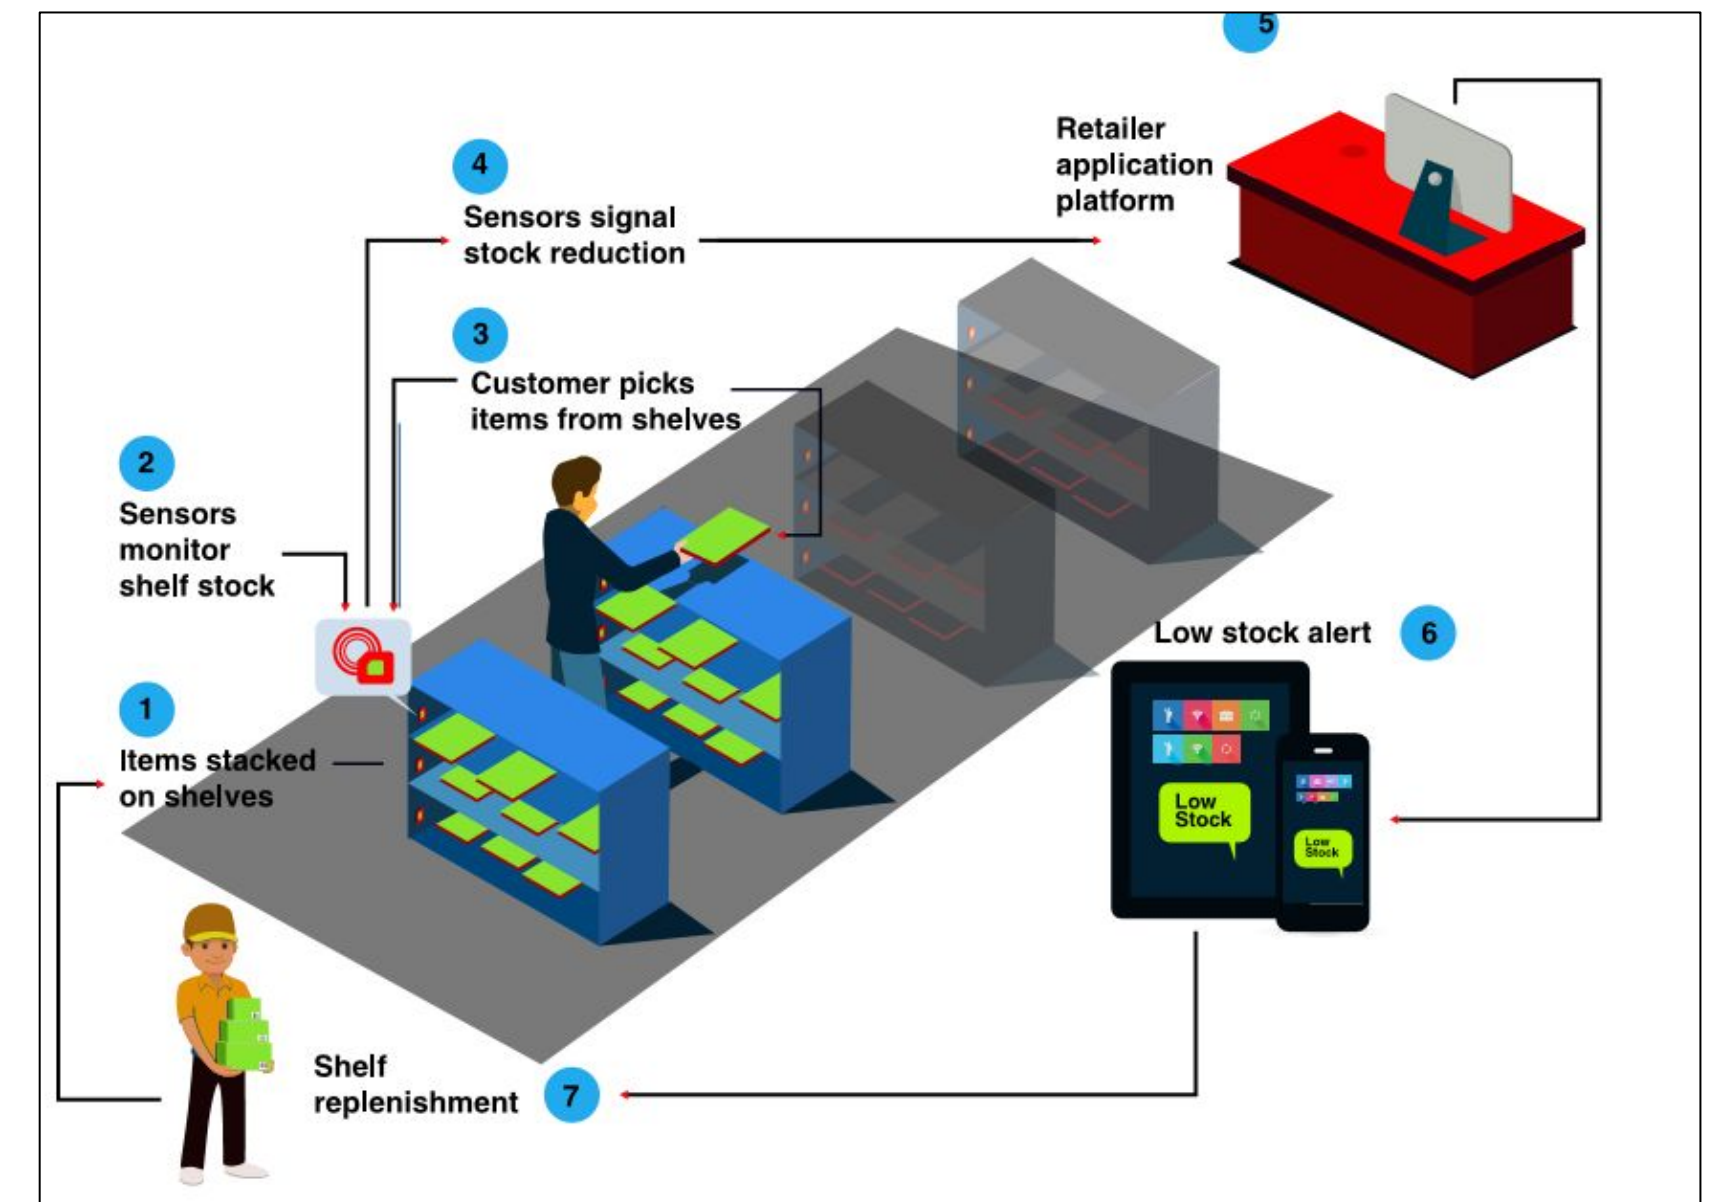 5
Retailer
application
platform
4
Sensors signal
stock reduction
3
Customer picks
items from shelves
2
Sensors
monitor
shelf stock
1
Items stacked
on shelves
Low stock alert 6
Low
Stock
Low
Stock
Shelf
replenishment 7